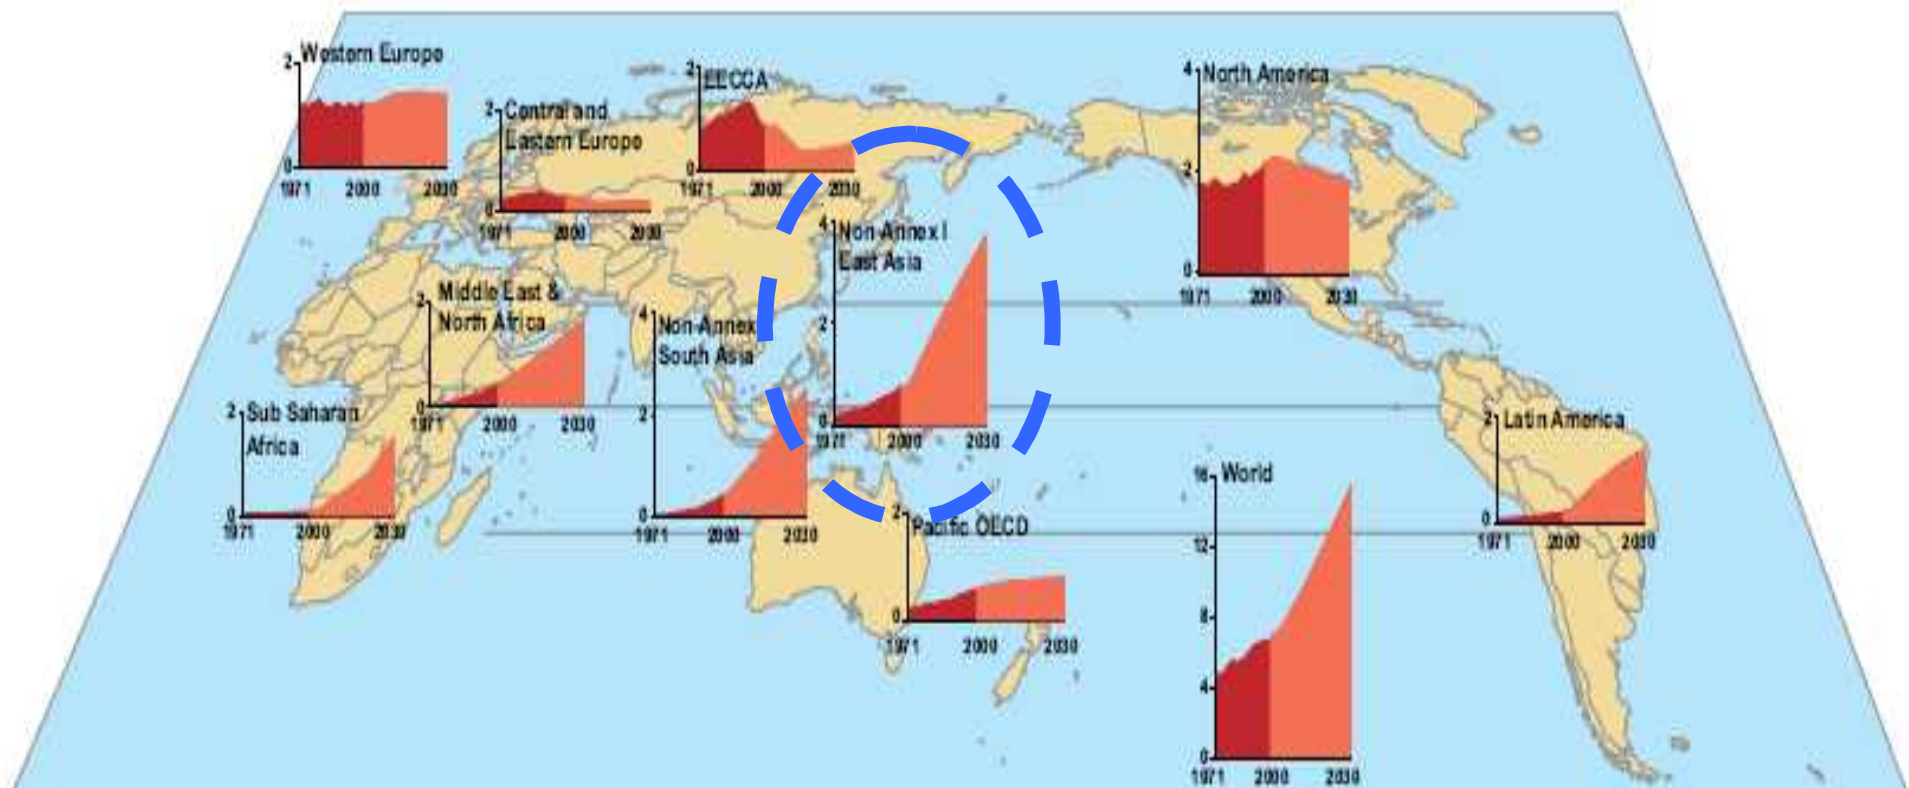 Western Europe
2
0
1971 2000 2030
Central and
Eastern Europe
2
0
1971 2000 2030
EECCA
2
0
1971 2000 2030
North America
4
2
0
1971 2000 2030
Non-Annex I
East Asia
4
2
0
1971 2000 2030
Middle East &
North Africa
2
0
1971 2000 2030
Non-Annex
South Asia
4
2
0
1971 2000 2030
Sub Saharan
Africa
2
0
1971 2000 2030
Pacific OECD
2
0
1971 2000 2030
World
16
12
8
4
0
1971 2000 2030
Latin America
2
0
1971 2000 2030